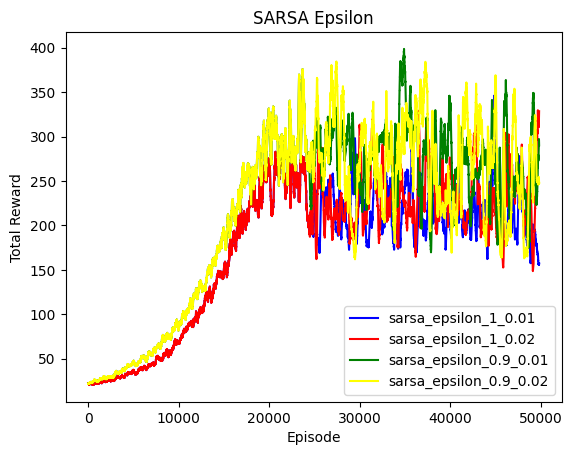 SARSA Epsilon
Total Reward
400
350
300
250
200
150
100
50
0
10000
20000
30000
40000
50000
Episode
sarsa_epsilon_1_0.01
sarsa_epsilon_1_0.02
sarsa_epsilon_0.9_0.01
sarsa_epsilon_0.9_0.02